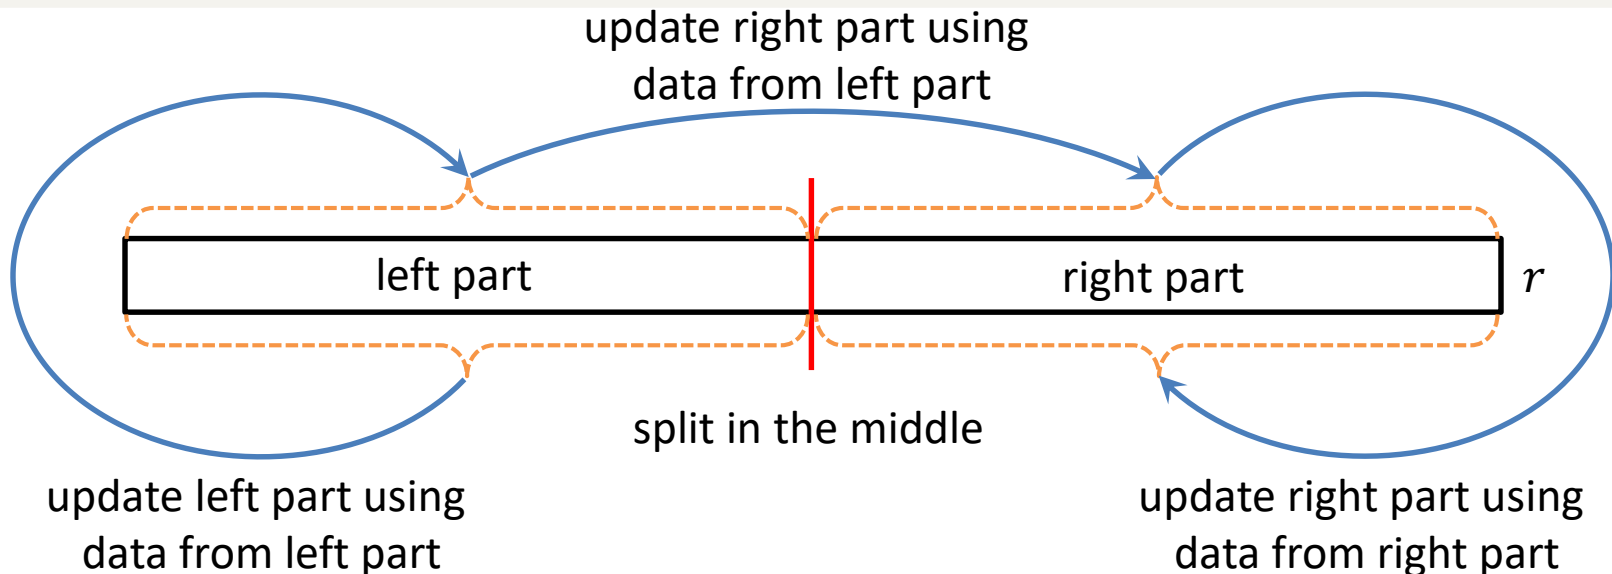 update right part using
data from left part
left part
right part
r
split in the middle
update left part using
data from left part
update right part using
data from right part